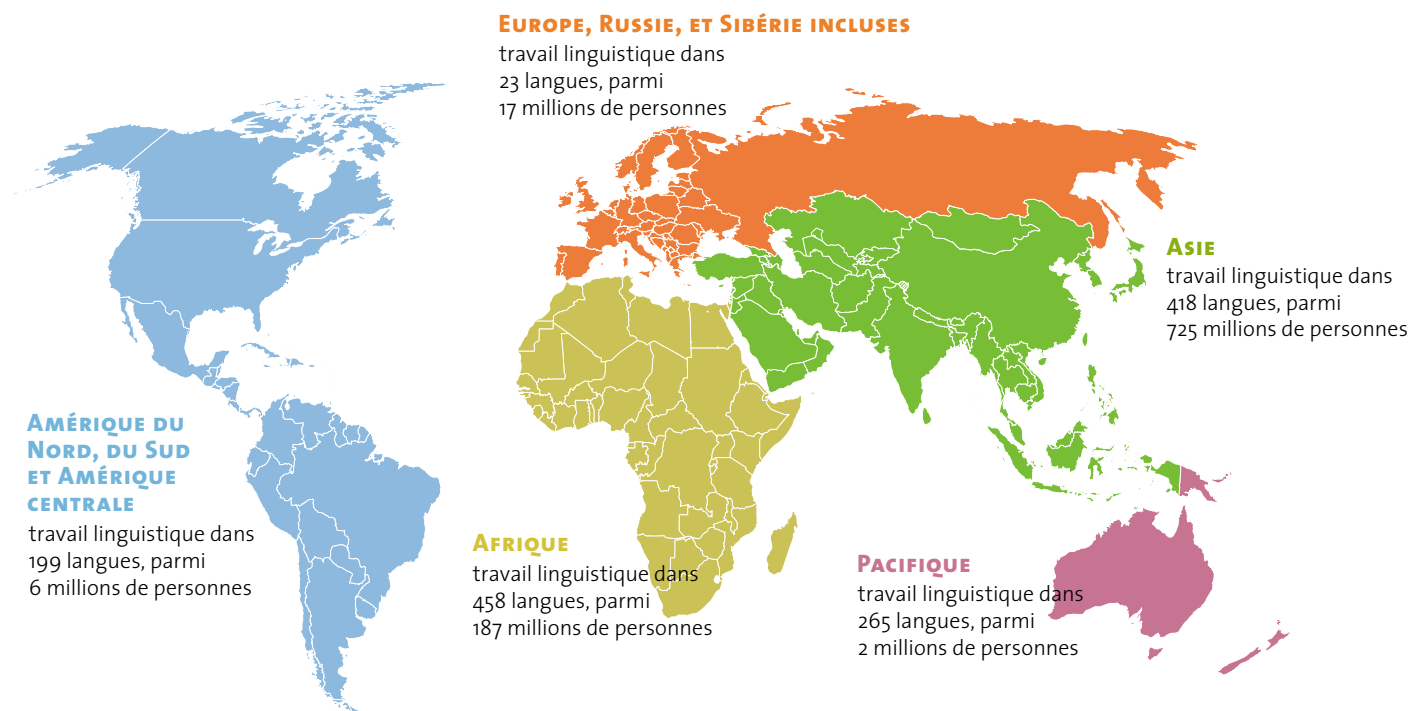 Europe, Russie, et Sibérie incluses
travail linguistique dans
23 langues, parmi
17 millions de personnes
Asie
travail linguistique dans
418 langues, parmi
725 millions de personnes
Amérique du
Nord, du Sud
et Amérique
centrale
travail linguistique dans
199 langues, parmi
6 millions de personnes
Afrique
travail linguistique dans
458 langues, parmi
187 millions de personnes
Pacifique
travail linguistique dans
265 langues, parmi
2 millions de personnes